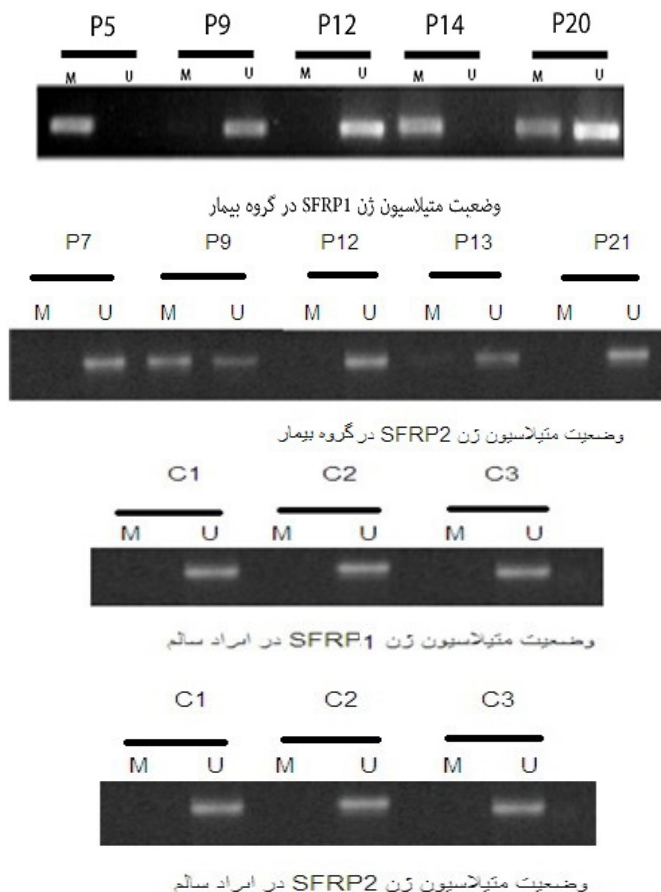 P5 P9 P12 P14 P20
M U M U M U M U M U
وضعیت متیلاسیون ژن SFRP1 در گروه بیمار
P7 P9 P12 P13 P21
M U M U M U M U M U
وضعیت متیلاسیون ژن SFRP2 در گروه بیمار
C1 C2 C3
M U M U M U
وضعیت متیلاسیون ژن SFRP1 در افراد سالم
C1 C2 C3
M U M U M U
وضعیت متیلاسیون ژن SFRP2 در افراد سالم